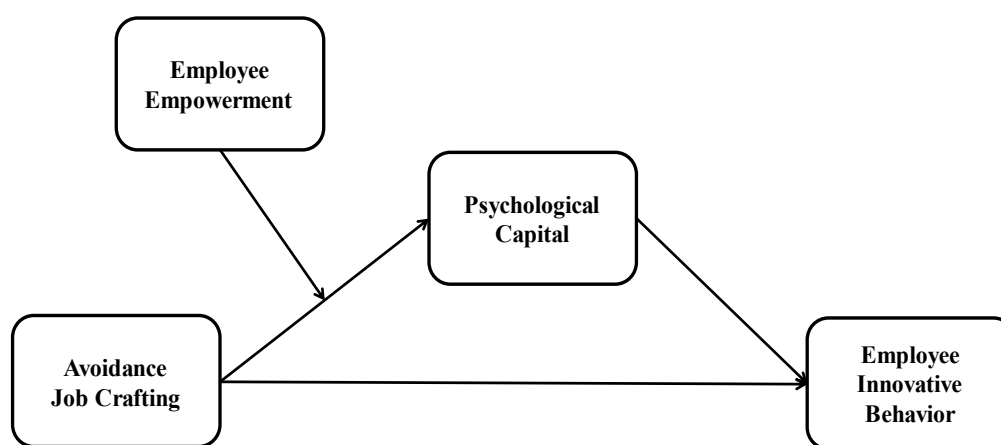 Employee
Empowerment
Psychological
Capital
Avoidance
Job Crafting
Employee
Innovative
Behavior